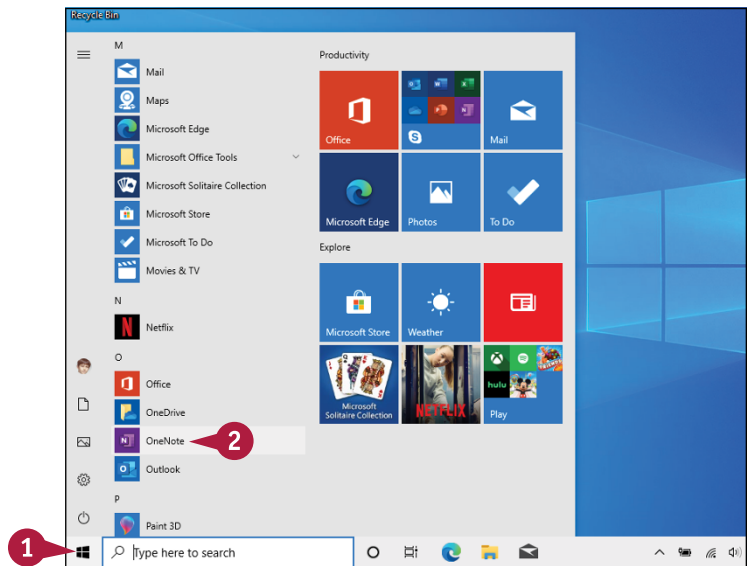 Recycle Bin
M
Mail
Maps
Microsoft Edge
Microsoft Office Tools
Microsoft Solitaire Collection
Microsoft Store
Microsoft To Do
Movies & TV
N
Netflix
O
Office
OneDrive
OneNote
2
Outlook
P
Paint 3D
Productivity
Office
Mail
Microsoft Edge
Photos
To Do
Explore
Microsoft Store
Weather
Microsoft
Solitaire Collection
NETFLIX
hulu
Play
1
Type here to search